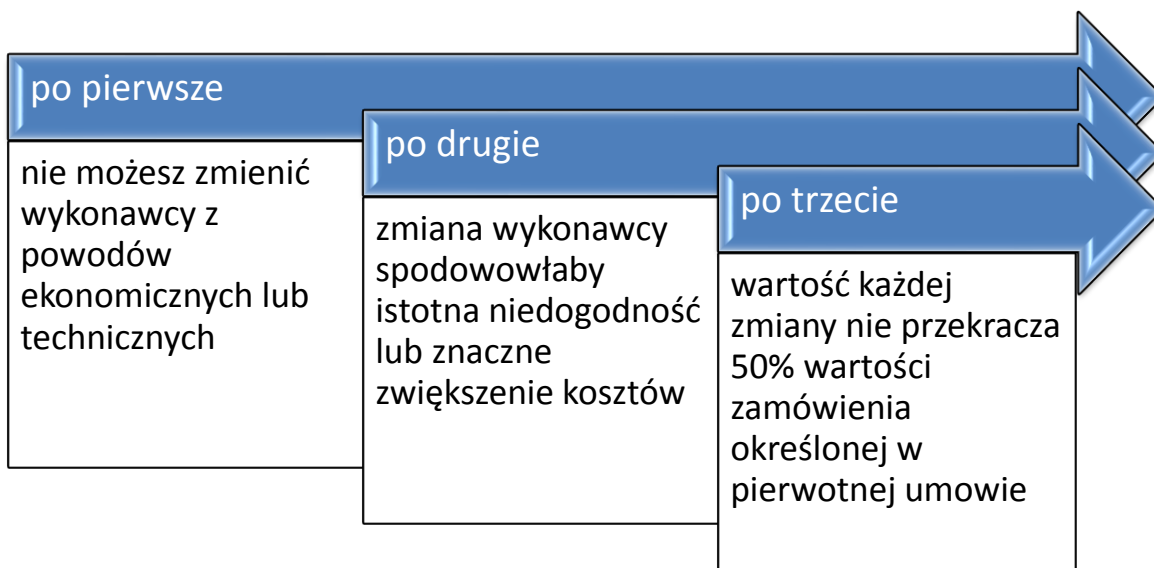 po pierwsze
nie możesz zmienić
wykonawcy z
powodów
ekonomicznych lub
technicznych
po drugie
zmiana wykonawcy
spodowowłaby
istotna niedogodność
lub znaczne
zwiększenie kosztów
po trzecie
wartość każdej
zmiany nie przekracza
50% wartości
zamówienia
określonej w
pierwotnej umowie